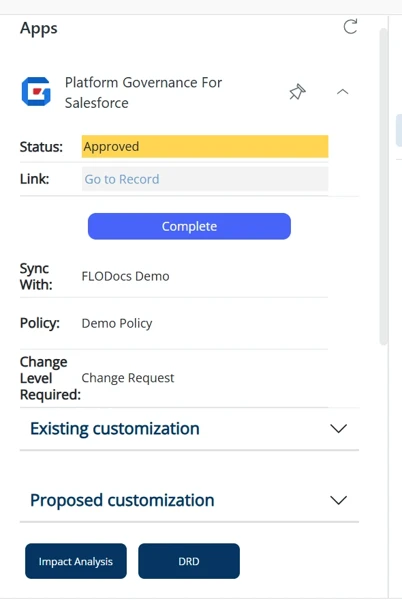 Apps
Platform Governance For
Salesforce
Status: Approved
Link: Go to Record
Complete
Sync
With: FLODocs Demo
Policy: Demo Policy
Change
Level Change Request
Required:
Existing customization
Proposed customization
Impact Analysis DRD